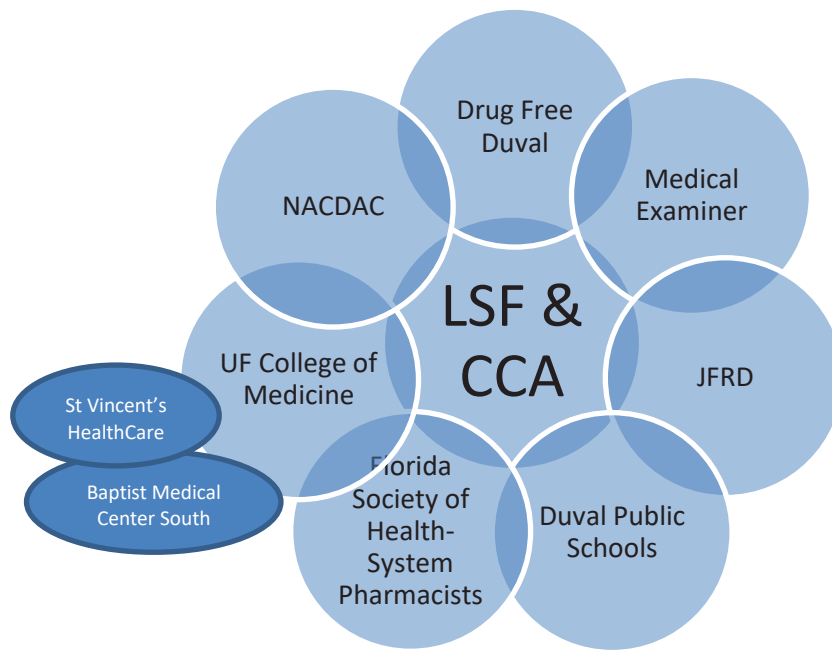 Drug Free
Duval
Medical
Examiner
NACDAC
LSF &
CCA
JFRD
UF College of
Medicine
St Vincent's
HealthCare
Baptist Medical
Center South
Florida
Society of
Health-
System
Pharmacists
Duval Public
Schools